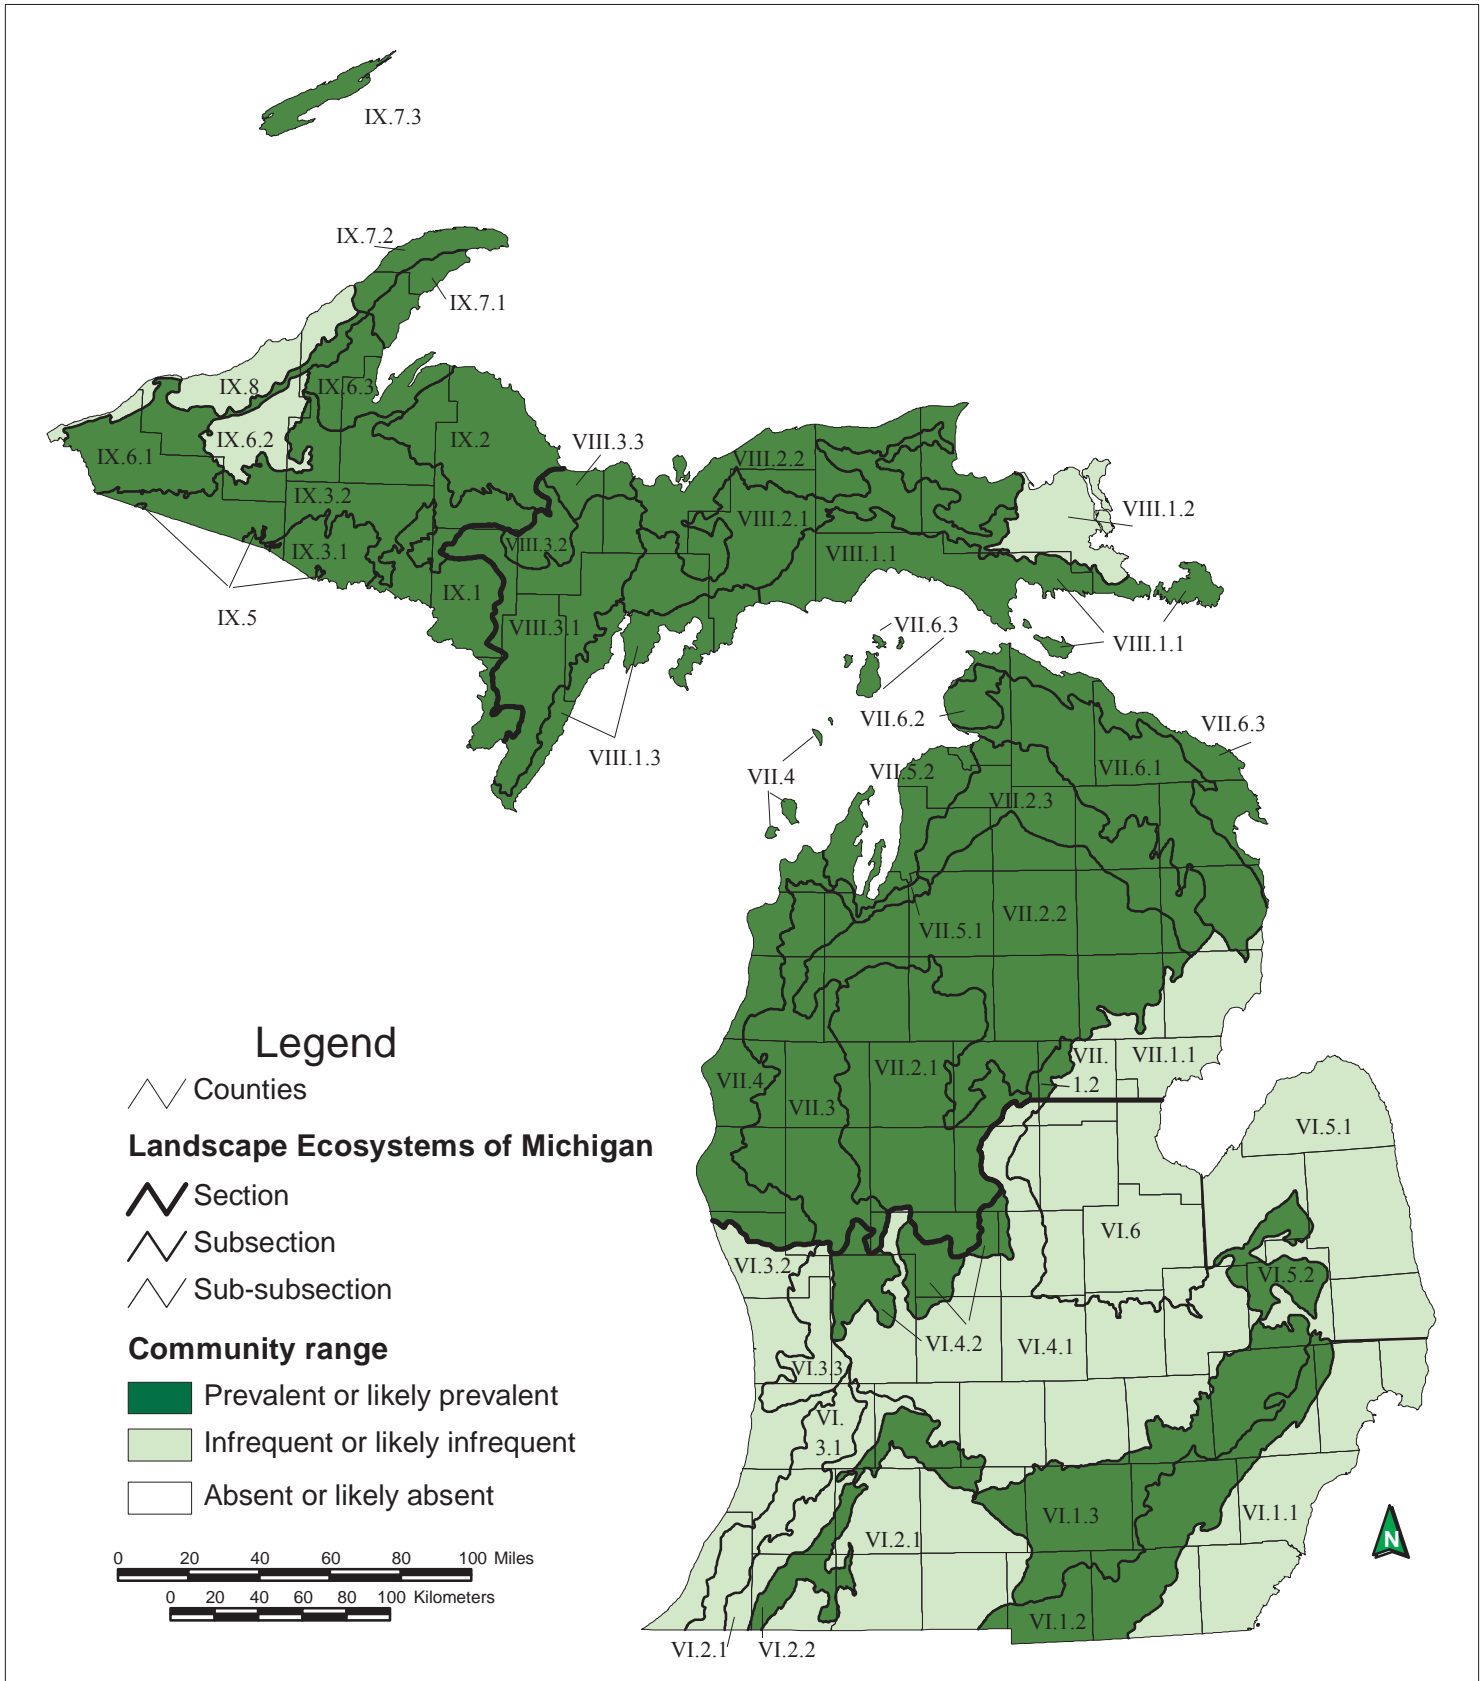 IX.7.3
IX.7.2
IX.7.1
IX.8
IX.6.3
IX.6.2
IX.6.1
IX.2
VIII.3.3
VIII.2.2
IX.3.2
VIII.2.1
VIII.1.2
IX.3.1
VIII.3.2
VIII.1.1
IX.1
IX.5
VIII.3.1
VII.6.3
VIII.1.1
VII.6.2
VII.6.3
VIII.1.3
VII.4
VII.5.2
VII.6.1
VII.2.3
VII.5.1
VII.2.2
VII.4
VII.3
VII.2.1
VII.
1.2
VII.1.1
VI.5.1
VI.6
VI.3.2
VI.5.2
VI.4.2
VI.4.1
VI.3.3
VI.
3.1
VI.2.1
VI.1.3
VI.1.1
VI.1.2
VI.2.1
VI.2.2
Legend
Counties
Landscape Ecosystems of Michigan
Section
Subsection
Sub-subsection
Community range
Prevalent or likely prevalent
Infrequent or likely infrequent
Absent or likely absent
0 20 40 60 80 100 Miles
0 20 40 60 80 100 Kilometers
N